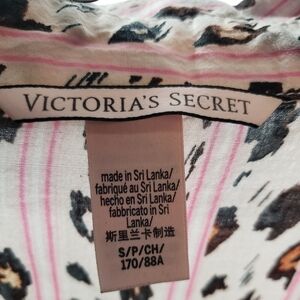 VICTORIA'S SECRET
made in Sri Lanka/
fabriqué au Sri Lanka/
hecho en Sri Lanka/
fabbricato in Sri
Lanka/
斯里兰卡制造
S/P/CH/
170/88A